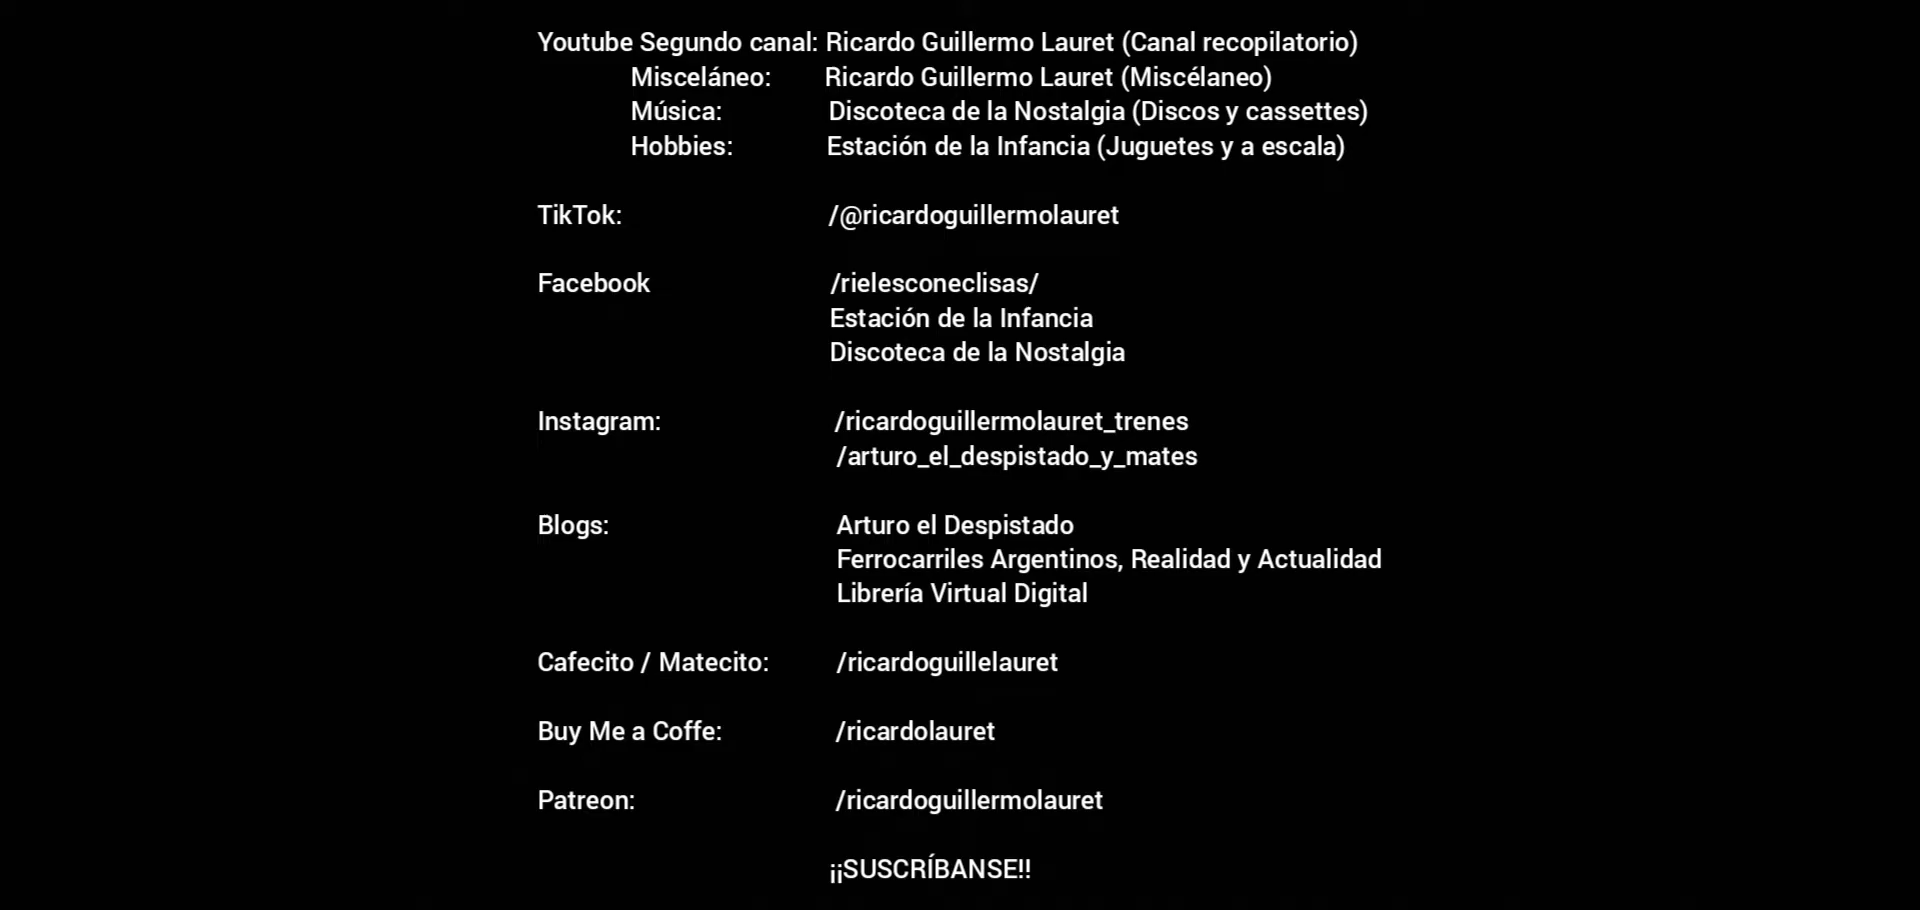 Youtube Segundo canal: Ricardo Guillermo Lauret (Canal recopilatorio)
Misceláneo: Ricardo Guillermo Lauret (Miscélaneo)
Música: Discoteca de la Nostalgia (Discos y cassettes)
Hobbies: Estación de la Infancia (Juguetes y a escala)
TikTok: /@ricardoguillermolauret
Facebook /rielesconeclisas/
Estación de la Infancia
Discoteca de la Nostalgia
Instagram: /ricardoguillermolauret_trenes
/arturo_el_despistado_y_mates
Blogs: Arturo el Despistado
Ferrocarriles Argentinos, Realidad y Actualidad
Librería Virtual Digital
Cafecito / Matecito: /ricardoguillelauret
Buy Me a Coffe: /ricardolauret
Patreon: /ricardoguillermolauret
¡¡SUSCRÍBANSE!!